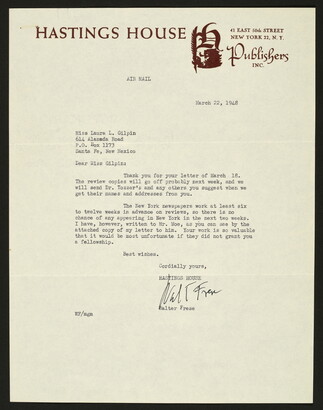 HASTINGS HOUSE
41 EAST 50th STREET
NEW YORK 22, N. Y.
Publishers
INC.
AIR MAIL
March 22, 1948
Miss Laura L. Gilpin
614 Alameda Road
P.O. Box 1173
Santa Fe, New Mexico
Dear Miss Gilpin:
Thank you for your letter of March 18.
The review copies will go off probably next week, and we
will send Dr. Tozzer's and any others you suggest when we
get their names and addresses from you.
The New York newspapers work at least six
to twelve weeks in advance on reviews, so there is no
chance of any appearing in New York in the next two weeks.
I have, however, written to Mr. Moe, as you can see by the
attached copy of my letter to him. Your work is so valuable
that it would be most unfortunate if they did not grant you
a fellowship.
Best wishes.
Cordially yours,
HASTINGS HOUSE
Walt Frese
Walter Frese
WF/mgm